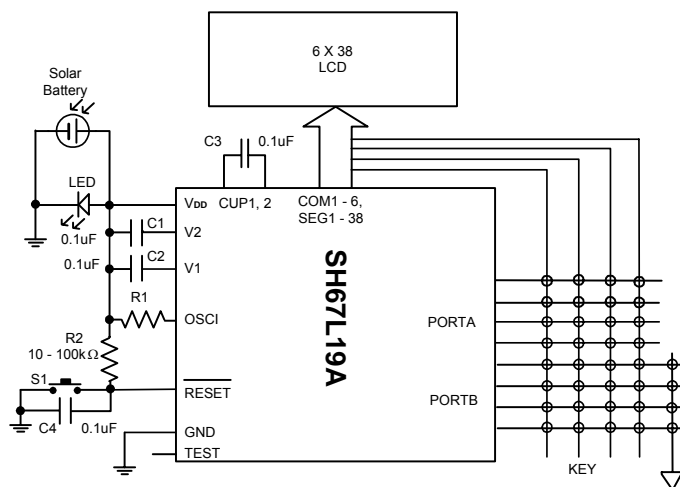 6 X 38
LCD
Solar
Battery
C3
0.1uF
LED
VDD
CUP1, 2
COM1 - 6,
SEG1 - 38
0.1uF
C1
V2
0.1uF
C2
V1
R1
OSCI
SH67L19A
PORTA
R2
10 - 100kΩ
S1
RESET
PORTB
C4
0.1uF
GND
TEST
KEY